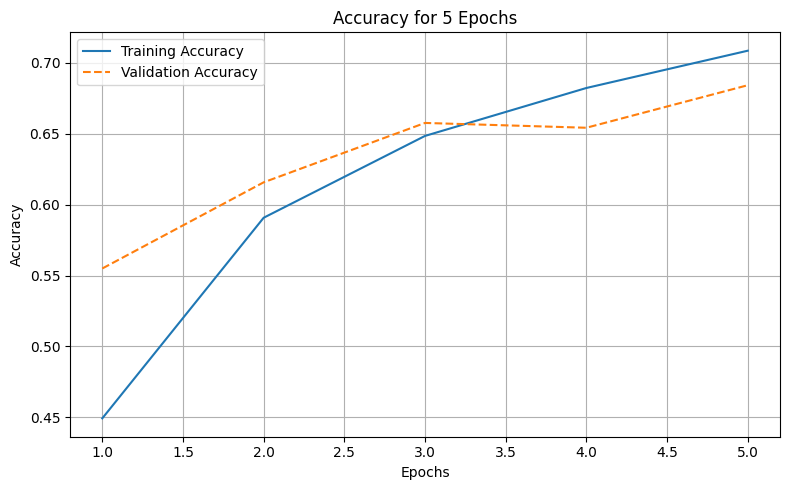 Accuracy for 5 Epochs
Training Accuracy
Validation Accuracy
0.70
0.65
0.60
0.55
0.50
0.45
Accuracy
1.0 1.5 2.0 2.5 3.0 3.5 4.0 4.5 5.0
Epochs